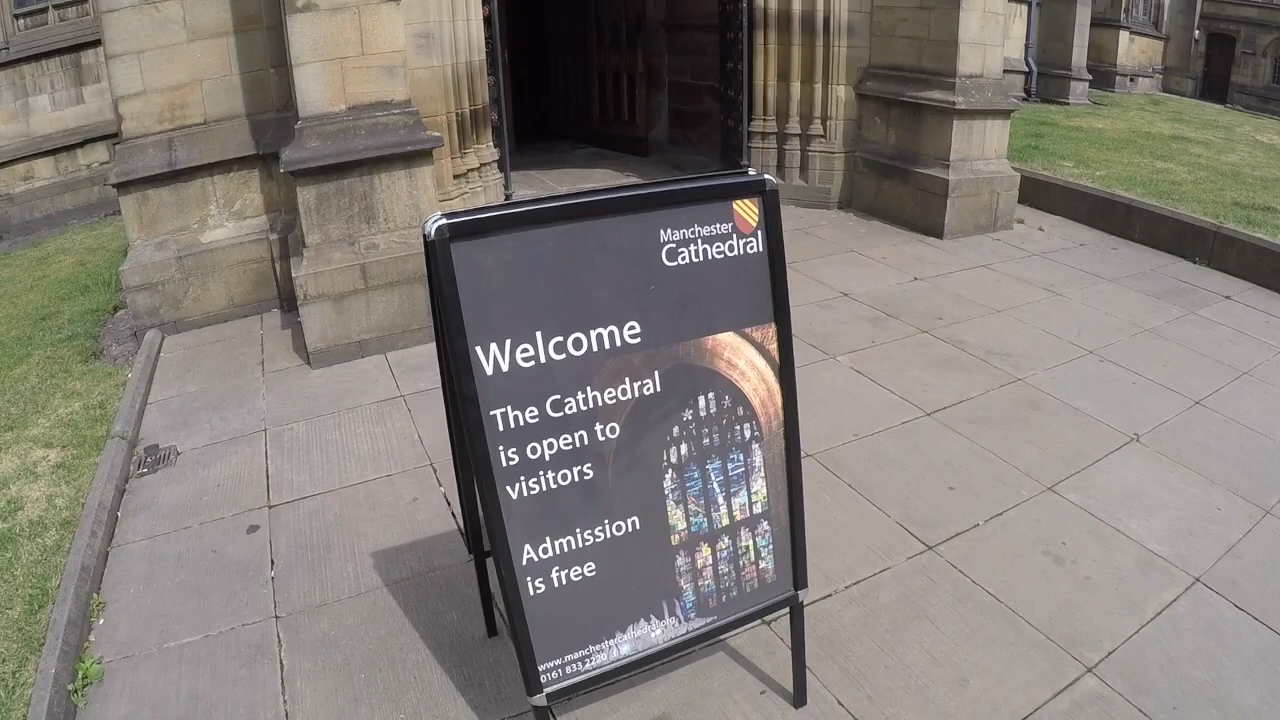 Manchester
Cathedral
Welcome
The Cathedral
is open to
visitors
Admission
is free
www.manchestercathedral.org
0161 833 2220